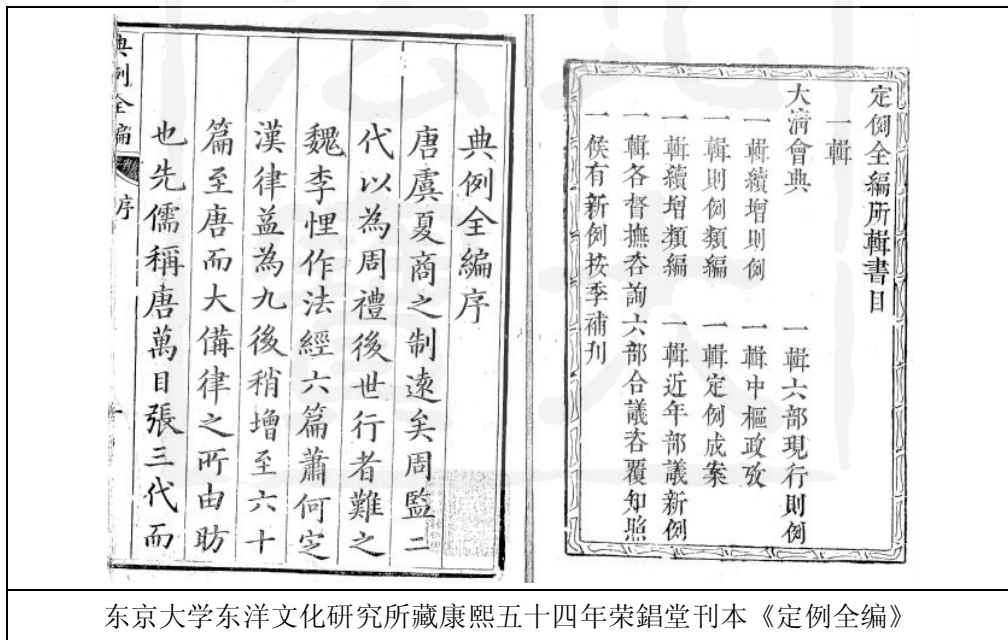 定例全編所輯書目
一輯
大清會典 一輯六部現行則例
一輯續增則例 一輯中樞政攷
一輯則例類編 一輯定例成案
一輯續增類編 一輯近年部議新例
一輯各督撫咨詢六部合議咨覆知照
一候有新例按季補刋
典例全編序
唐虞夏商之制遠矣周監二
代以為周禮後世行者難之
魏李悝作法經六篇蕭何定
漢律益為九後稍增至六十
篇至唐而大備律之所由昉
也先儒稱唐萬目張三代而
典例全編
序
东京大学东洋文化研究所藏康熙五十四年荣錩堂刊本《定例全编》